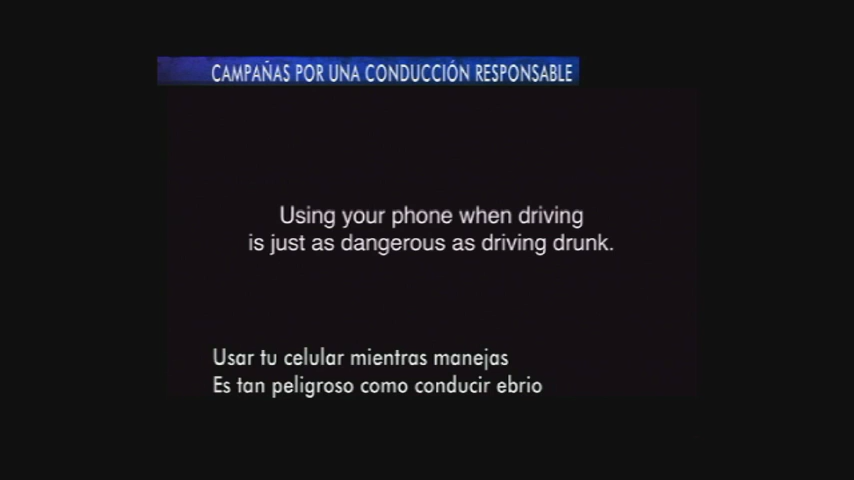 CAMPAÑAS POR UNA CONDUCCIÓN RESPONSABLE
Using your phone when driving
is just as dangerous as driving drunk.
Usar tu celular mientras manejas
Es tan peligroso como conducir ebrio